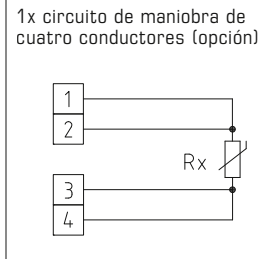 1x circuito de maniobra de
cuatro conductores (opción)
1
2
Rx
3
4